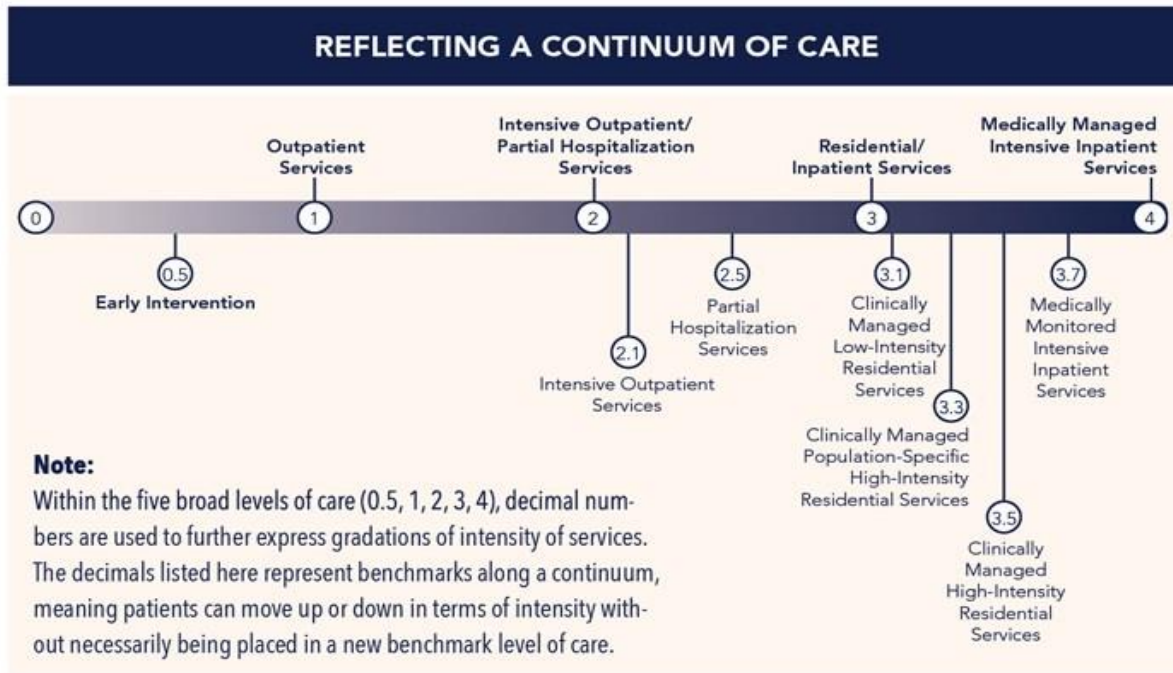 REFLECTING A CONTINUUM OF CARE
Outpatient
Services
Intensive Outpatient/
Partial Hospitalization
Services
Residential/
Inpatient Services
Medically Managed
Intensive Inpatient
Services
0
1
2
3
4
0.5
Early Intervention
2.1
Intensive Outpatient
Services
2.5
Partial
Hospitalization
Services
3.1
Clinically
Managed
Low-Intensity
Residential
Services
3.3
Clinically Managed
Population-Specific
High-Intensity
Residential Services
3.5
Clinically
Managed
High-Intensity
Residential
Services
3.7
Medically
Monitored
Intensive
Inpatient
Services
Note:
Within the five broad levels of care (0.5, 1, 2, 3, 4), decimal num-
bers are used to further express gradations of intensity of services.
The decimals listed here represent benchmarks along a continuum,
meaning patients can move up or down in terms of intensity with-
out necessarily being placed in a new benchmark level of care.